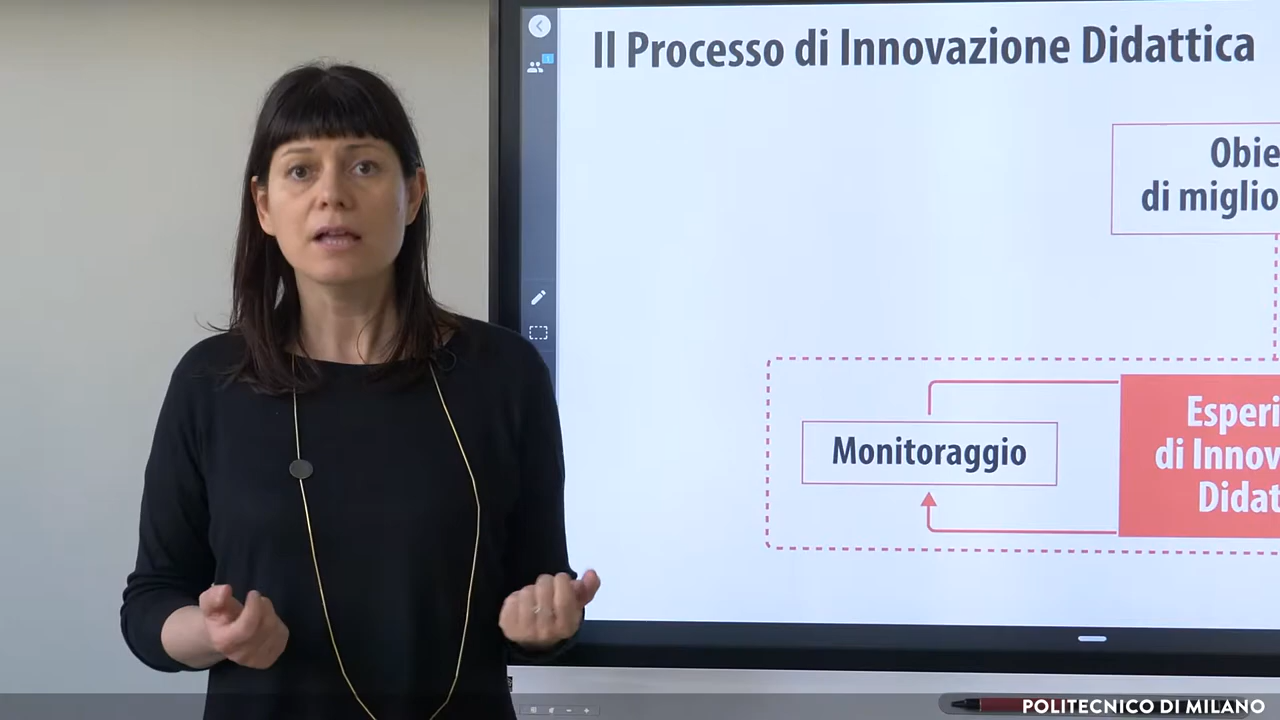 Il Processo di Innovazione Didattica
Obie
di miglio
Monitoraggio
Esperi
di Innov
Didat
POLITECNICO DI MILANO